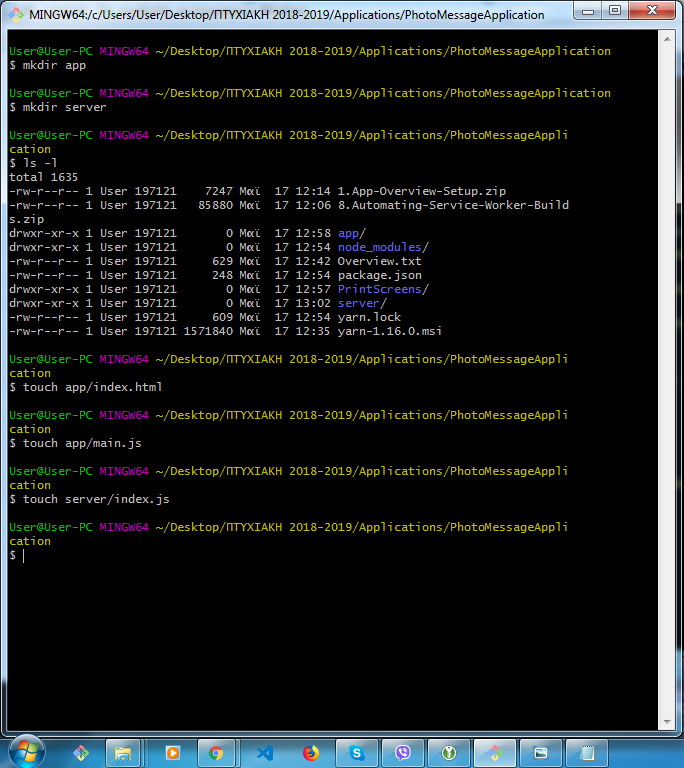 MINGW64:/c/Users/User/Desktop/ΠΤΥΧΙΑΚΗ 2018-2019/Applications/PhotoMessageApplication
User@User-PC MINGW64 ~/Desktop/ΠΤΥΧΙΑΚΗ 2018-2019/Applications/PhotoMessageApplication
$ mkdir app
User@User-PC MINGW64 ~/Desktop/ΠΤΥΧΙΑΚΗ 2018-2019/Applications/PhotoMessageApplication
$ mkdir server
User@User-PC MINGW64 ~/Desktop/ΠΤΥΧΙΑΚΗ 2018-2019/Applications/PhotoMessageAppli
cation
$ ls -l
total 1635
-rw-r--r-- 1 User 197121    7247 Μαϊ  17 12:14 1.App-Overview-Setup.zip
-rw-r--r-- 1 User 197121   85880 Μαϊ  17 12:06 8.Automating-Service-Worker-Build
s.zip
drwxr-xr-x 1 User 197121       0 Μαϊ  17 12:58 app/
drwxr-xr-x 1 User 197121       0 Μαϊ  17 12:54 node_modules/
-rw-r--r-- 1 User 197121     629 Μαϊ  17 12:42 Overview.txt
-rw-r--r-- 1 User 197121     248 Μαϊ  17 12:54 package.json
drwxr-xr-x 1 User 197121       0 Μαϊ  17 12:57 PrintScreens/
drwxr-xr-x 1 User 197121       0 Μαϊ  17 13:02 server/
-rw-r--r-- 1 User 197121     609 Μαϊ  17 12:54 yarn.lock
-rw-r--r-- 1 User 197121 1571840 Μαϊ  17 12:35 yarn-1.16.0.msi
User@User-PC MINGW64 ~/Desktop/ΠΤΥΧΙΑΚΗ 2018-2019/Applications/PhotoMessageAppli
cation
$ touch app/index.html
User@User-PC MINGW64 ~/Desktop/ΠΤΥΧΙΑΚΗ 2018-2019/Applications/PhotoMessageAppli
cation
$ touch app/main.js
User@User-PC MINGW64 ~/Desktop/ΠΤΥΧΙΑΚΗ 2018-2019/Applications/PhotoMessageAppli
cation
$ touch server/index.js
User@User-PC MINGW64 ~/Desktop/ΠΤΥΧΙΑΚΗ 2018-2019/Applications/PhotoMessageAppli
cation
$